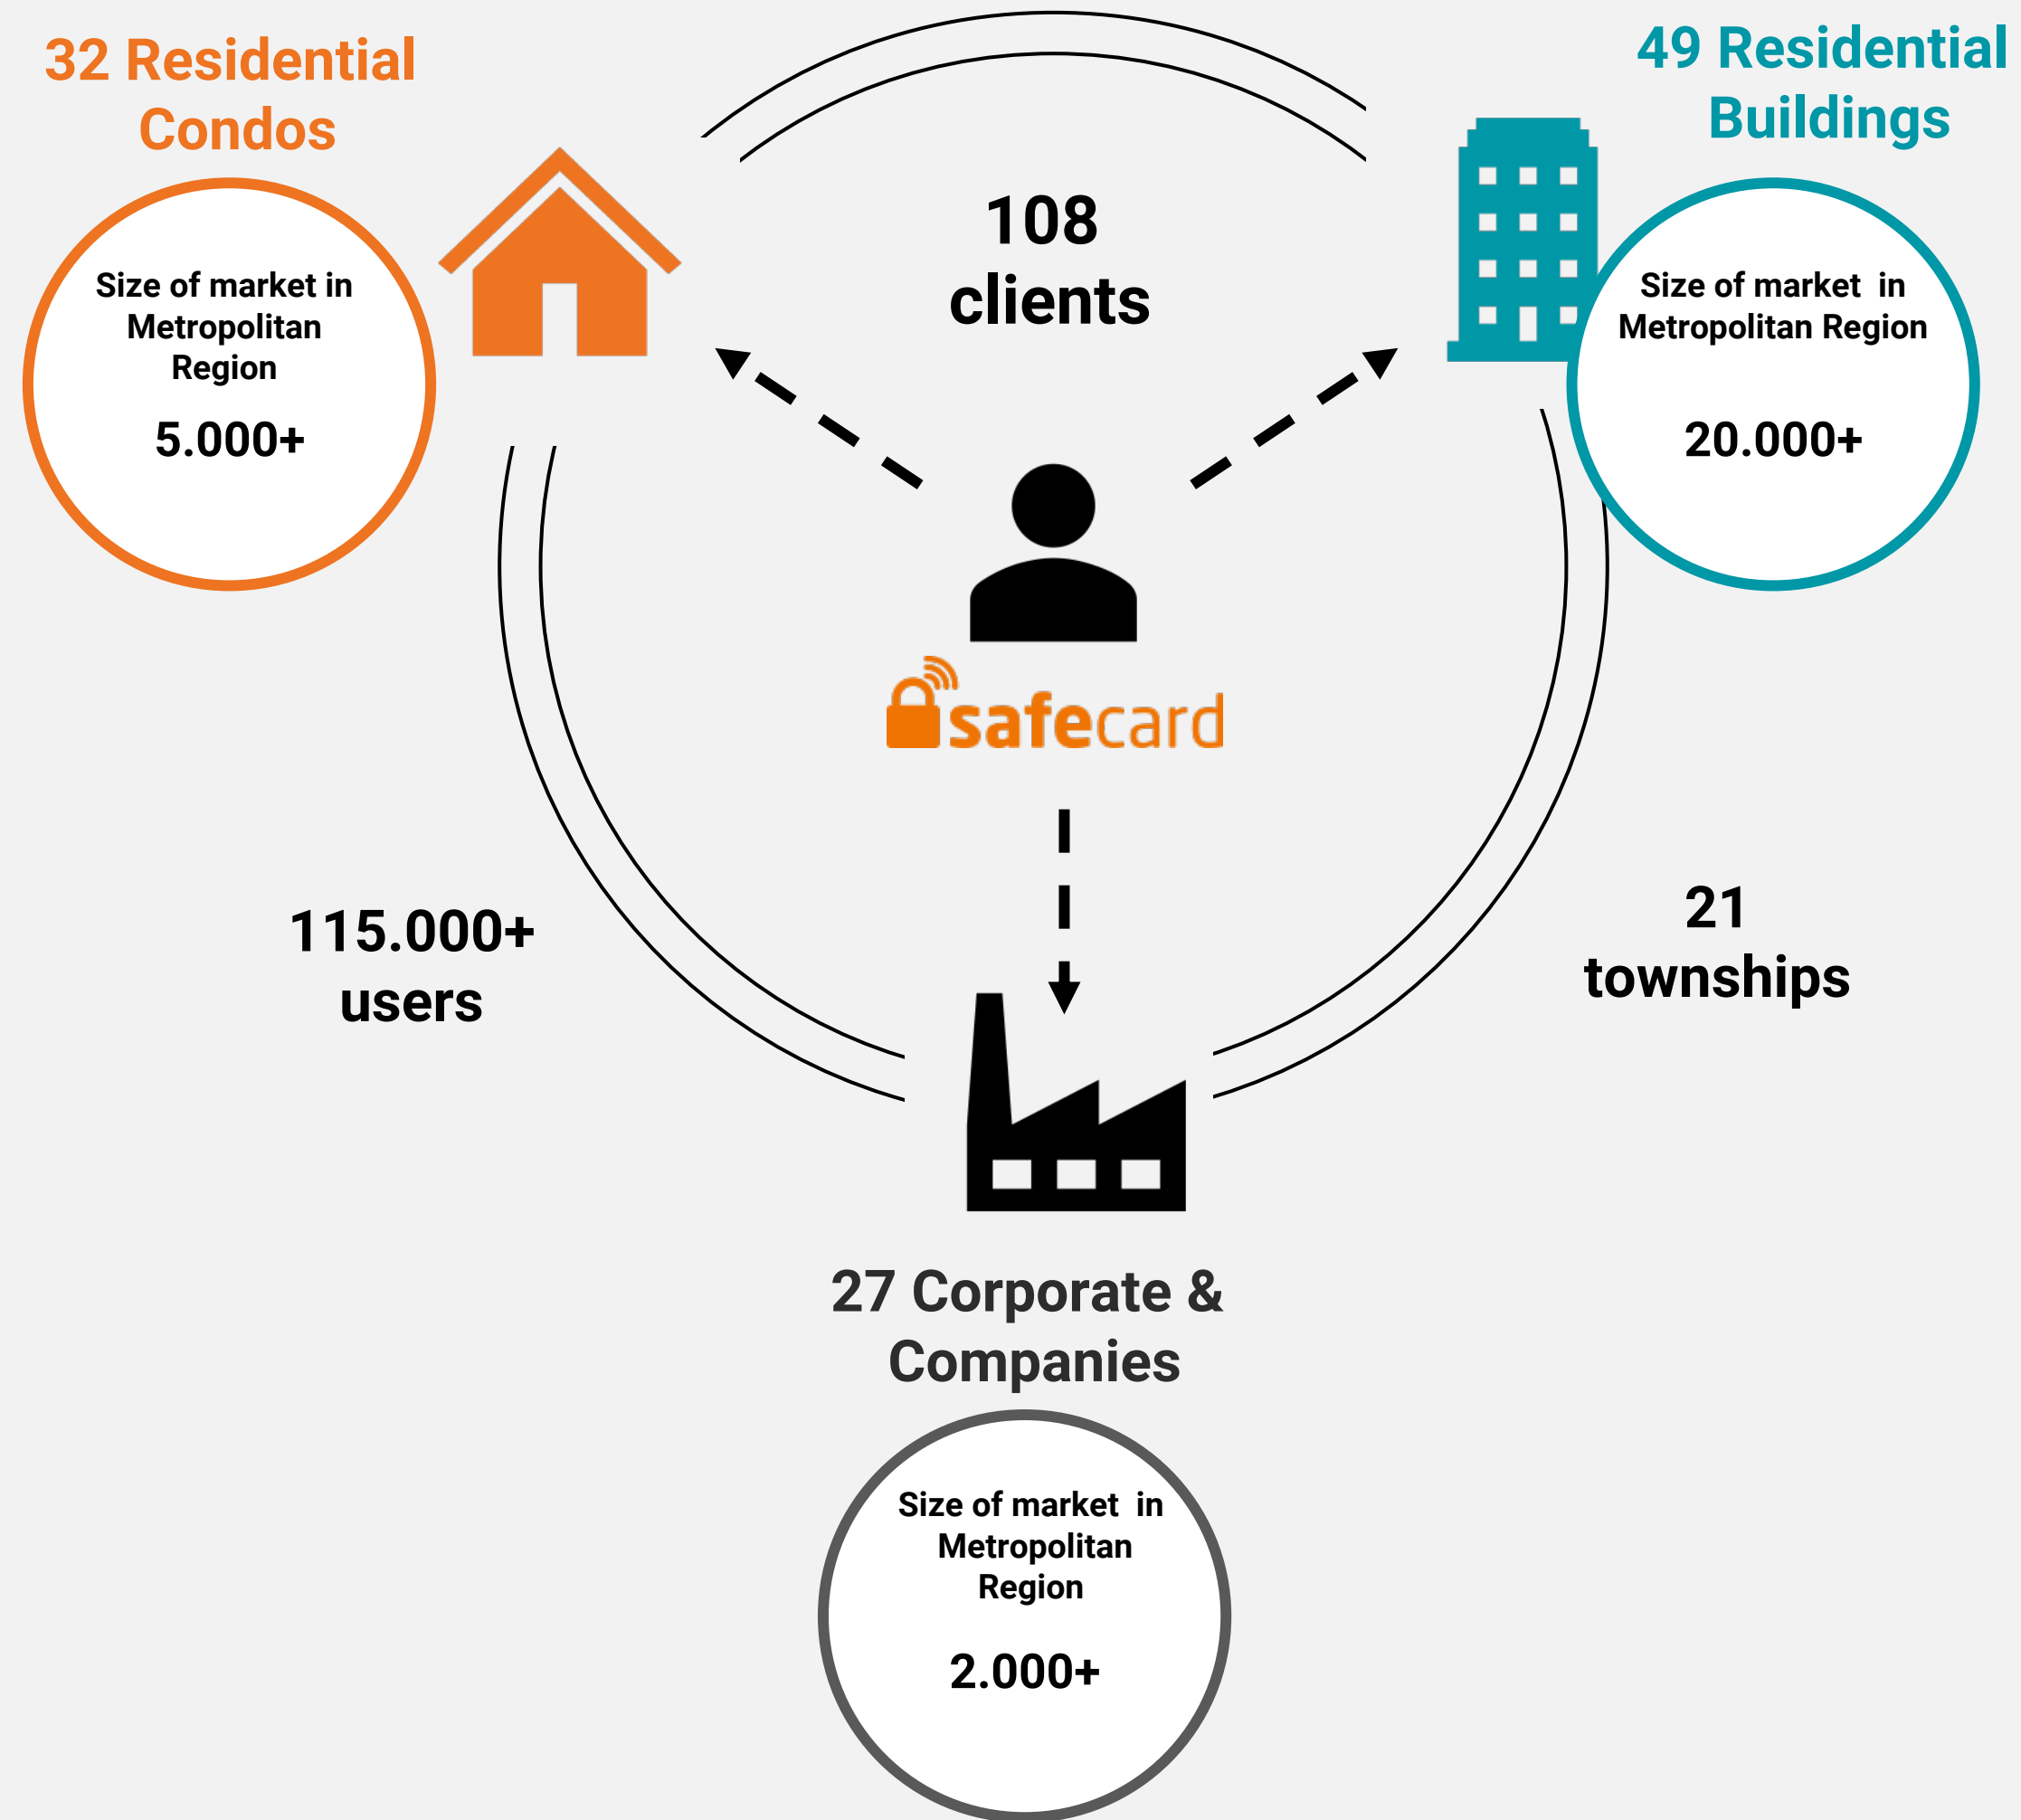 32 Residential
Condos
Size of market in
Metropolitan
Region
5.000+
108
clients
49 Residential
Buildings
Size of market  in
Metropolitan Region
20.000+
safecard
115.000+
users
21
townships
27 Corporate &
Companies
Size of market  in
Metropolitan
Region
2.000+